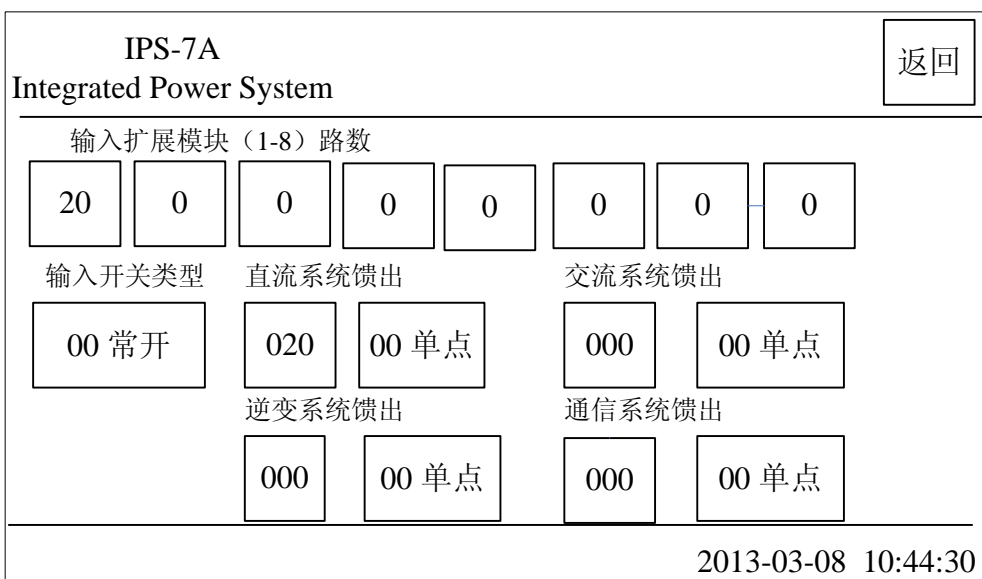 IPS-7A
Integrated Power System
返回
输入扩展模块（1-8）路数
20 0 0 0 0 0 0 0
输入开关类型 直流系统馈出 交流系统馈出
00 常开 020 00 单点 000 00 单点
逆变系统馈出 通信系统馈出
000 00 单点 000 00 单点
2013-03-08 10:44:30